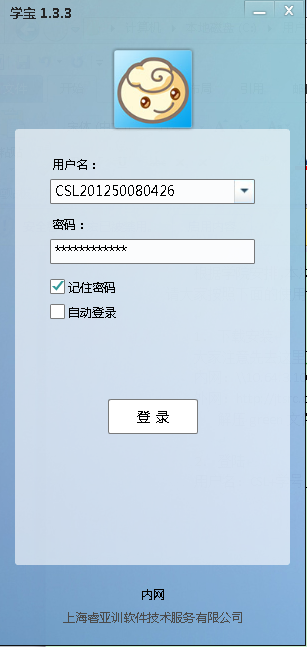 学宝 1.3.3
用户名：
CSL201250080426
密码：
************
记住密码
自动登录
登 录
内网
上海睿亚训软件技术服务有限公司